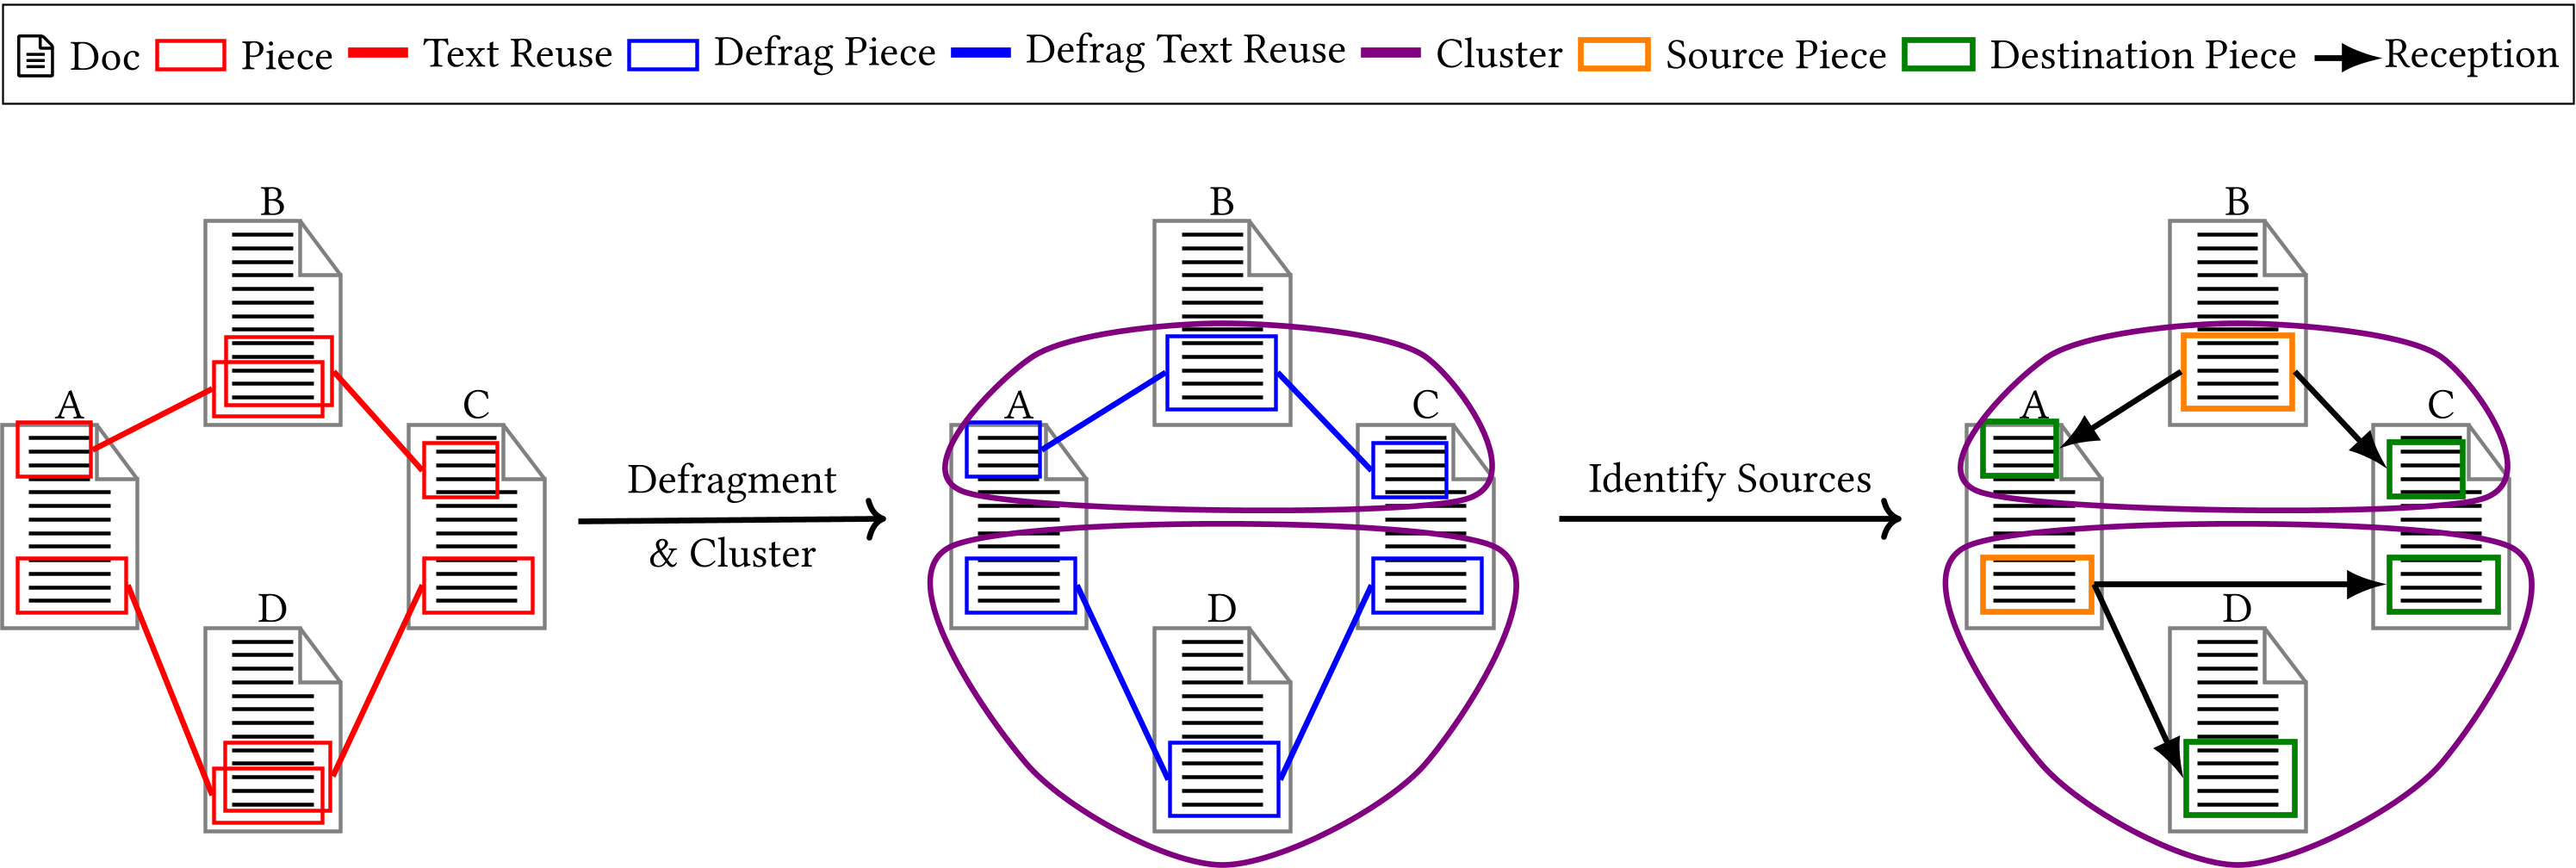 Doc Piece Text Reuse Defrag Piece Defrag Text Reuse Cluster Source Piece Destination Piece Reception
B
A
C
D
Defragment
& Cluster
B
A
C
D
Identify Sources
B
A
C
D